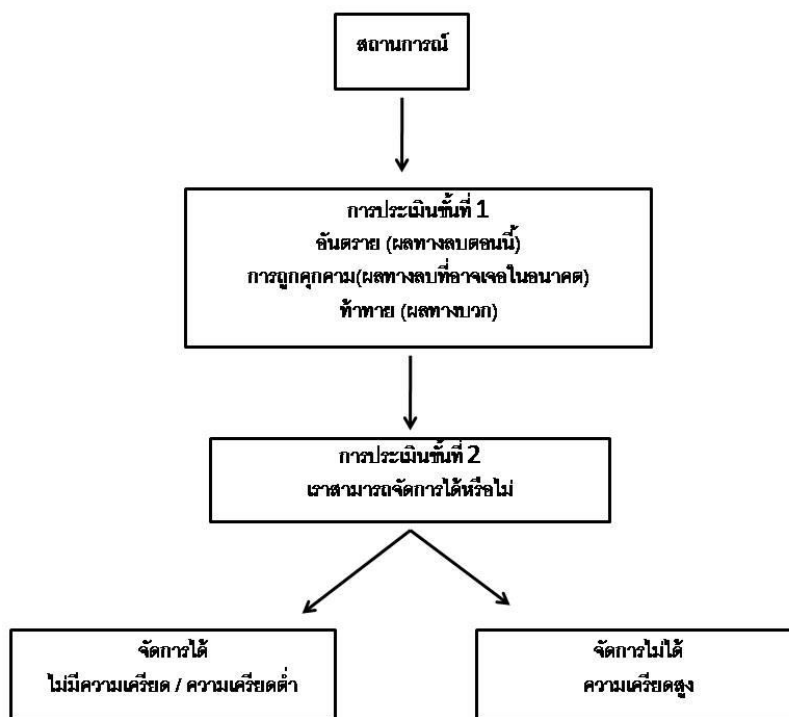 สถานการณ์
การประเมินขั้นที่ 1
อันตราย (ผลทางลบตอนนี้)
การถูกคุกคาม(ผลทางลบที่อาจเจอในอนาคต)
ท้าทาย (ผลทางบวก)
การประเมินขั้นที่ 2
เราสามารถจัดการได้หรือไม่
จัดการได้
ไม่มีความเครียด / ความเครียดต่ำ
จัดการไม่ได้
ความเครียดสูง